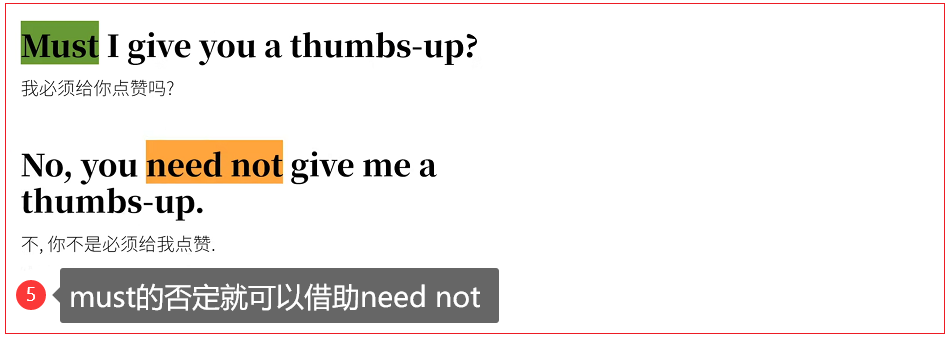 Must I give you a thumbs-up?
我必须给你点赞吗?
No, you need not give me a
thumbs-up.
不, 你不是必须给我点赞.
5
must的否定就可以借助need not